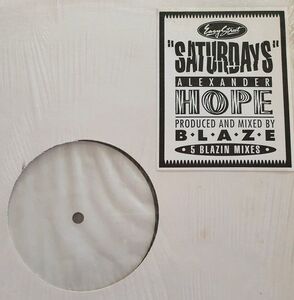 Easy Street
"SATURDAYS"
ALEXANDER
HOPE
PRODUCED AND MIXED BY
B•L•A•Z•E
• 5 BLAZIN MIXES •